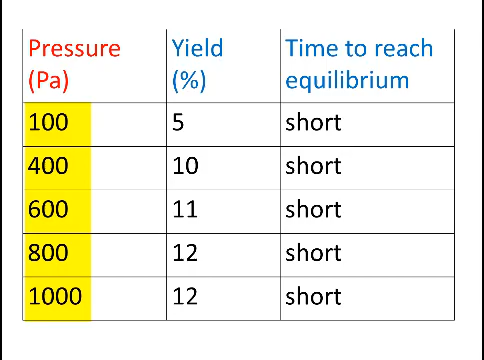 Pressure (Pa) Yield (%) Time to reach equilibrium
100 5 short
400 10 short
600 11 short
800 12 short
1000 12 short